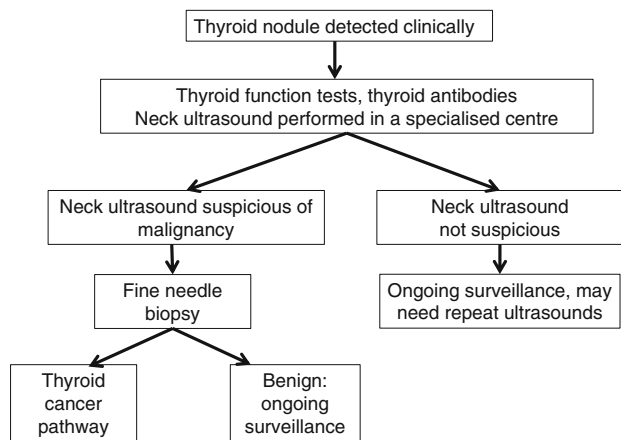 Thyroid nodule detected clinically
Thyroid function tests, thyroid antibodies
Neck ultrasound performed in a specialised centre
Neck ultrasound suspicious of
malignancy
Neck ultrasound
not suspicious
Fine needle
biopsy
Ongoing surveillance, may
need repeat ultrasounds
Thyroid
cancer
pathway
Benign:
ongoing
surveillance